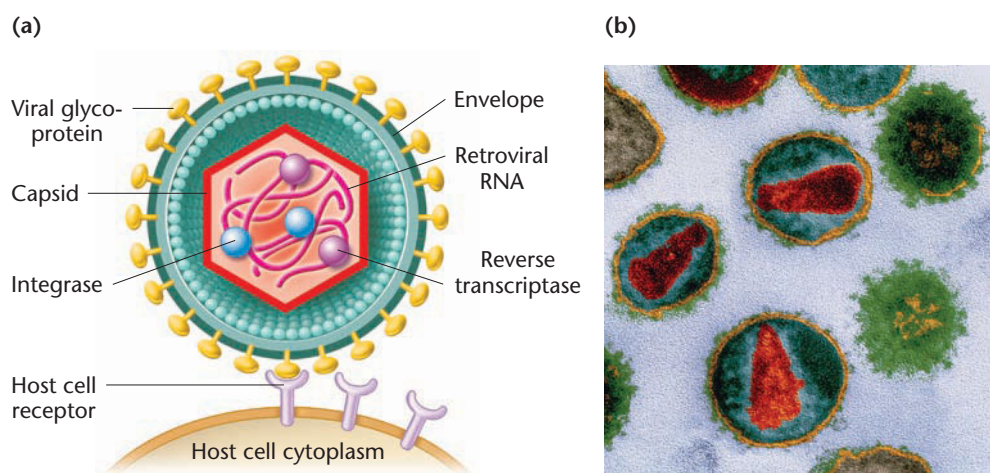 (a)
(b)
Viral glyco-
protein
Envelope
Retroviral
RNA
Capsid
Integrase
Reverse
transcriptase
Host cell
receptor
Host cell cytoplasm